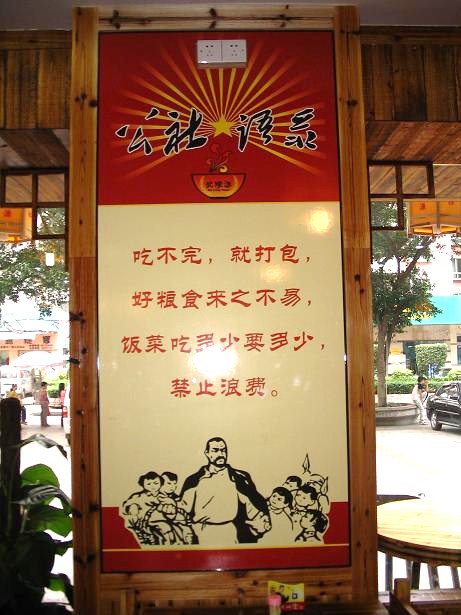 公社 语录
吃不完，就打包，
好粮食来之不易，
饭菜吃多少要多少，
禁止浪费。